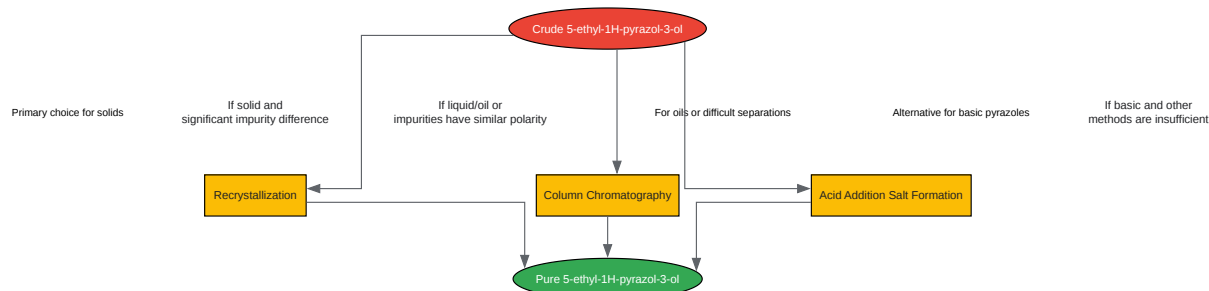 Crude 5-ethyl-1H-pyrazol-3-ol
Primary choice for solids
If solid and
significant impurity difference
If liquid/oil or
impurities have similar polarity
For oils or difficult separations
Alternative for basic pyrazoles
If basic and other
methods are insufficient
Recrystallization
Column Chromatography
Acid Addition Salt Formation
Pure 5-ethyl-1H-pyrazol-3-ol